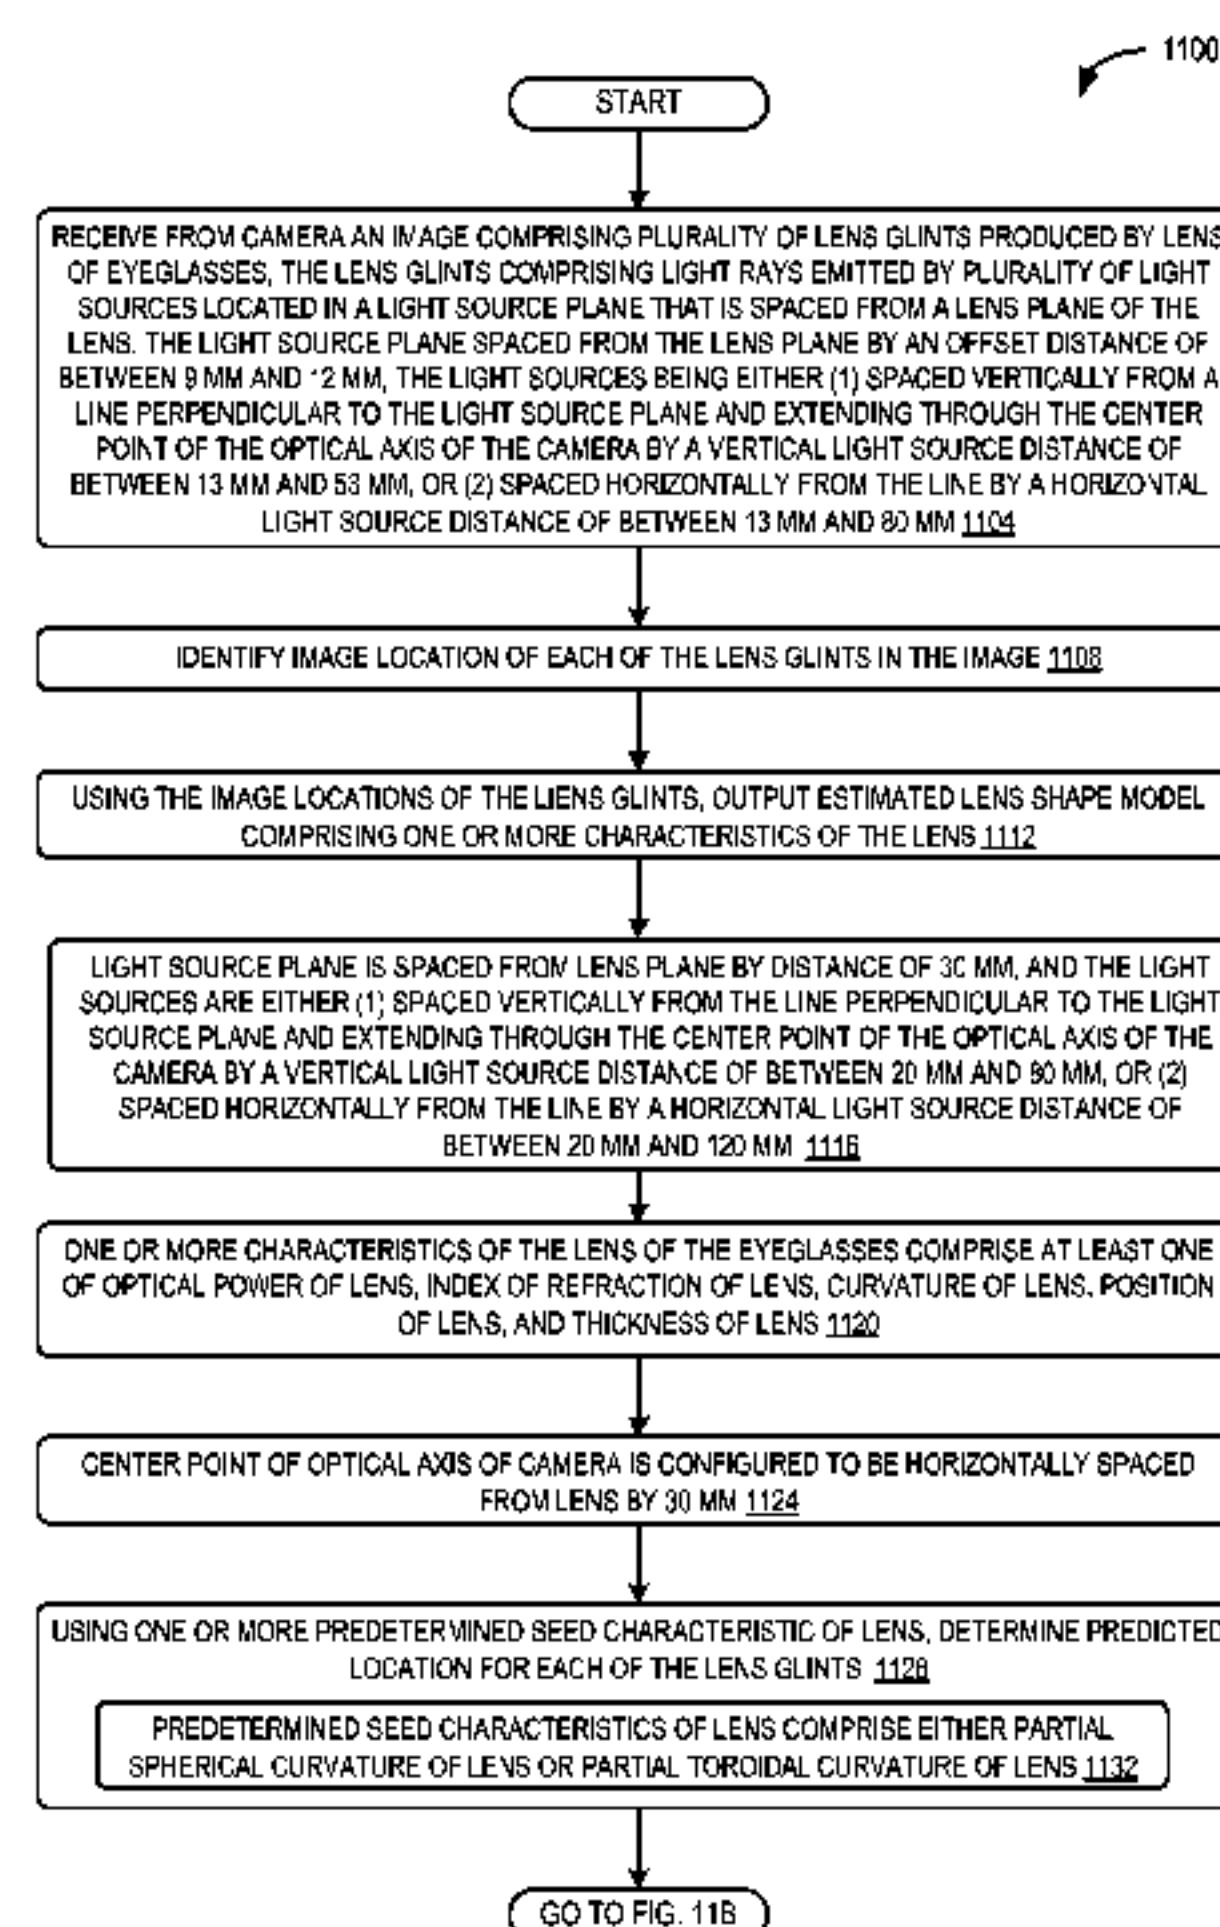 1100
START
RECEIVE FROM CAMERA AN IMAGE COMPRISING PLURALITY OF LENS GLINTS PRODUCED BY LENS
OF EYEGLASSES, THE LENS GLINTS COMPRISING LIGHT RAYS EMITTED BY PLURALITY OF LIGHT
SOURCES LOCATED IN A LIGHT SOURCE PLANE THAT IS SPACED FROM A LENS PLANE OF THE
LENS. THE LIGHT SOURCE PLANE SPACED FROM THE LENS PLANE BY AN OFFSET DISTANCE OF
BETWEEN 9 MM AND 12 MM, THE LIGHT SOURCES BEING EITHER (1) SPACED VERTICALLY FROM A
LINE PERPENDICULAR TO THE LIGHT SOURCE PLANE AND EXTENDING THROUGH THE CENTER
POINT OF THE OPTICAL AXIS OF THE CAMERA BY A VERTICAL LIGHT SOURCE DISTANCE OF
BETWEEN 13 MM AND 53 MM, OR (2) SPACED HORIZONTALLY FROM THE LINE BY A HORIZONTAL
LIGHT SOURCE DISTANCE OF BETWEEN 13 MM AND 80 MM 1104
IDENTIFY IMAGE LOCATION OF EACH OF THE LENS GLINTS IN THE IMAGE 1108
USING THE IMAGE LOCATIONS OF THE LIENS GLINTS, OUTPUT ESTIMATED LENS SHAPE MODEL
COMPRISING ONE OR MORE CHARACTERISTICS OF THE LENS 1112
LIGHT SOURCE PLANE IS SPACED FROM LENS PLANE BY DISTANCE OF 30 MM, AND THE LIGHT
SOURCES ARE EITHER (1) SPACED VERTICALLY FROM THE LINE PERPENDICULAR TO THE LIGHT
SOURCE PLANE AND EXTENDING THROUGH THE CENTER POINT OF THE OPTICAL AXIS OF THE
CAMERA BY A VERTICAL LIGHT SOURCE DISTANCE OF BETWEEN 20 MM AND 80 MM, OR (2)
SPACED HORIZONTALLY FROM THE LINE BY A HORIZONTAL LIGHT SOURCE DISTANCE OF
BETWEEN 20 MM AND 120 MM 1116
ONE OR MORE CHARACTERISTICS OF THE LENS OF THE EYEGLASSES COMPRISE AT LEAST ONE
OF OPTICAL POWER OF LENS, INDEX OF REFRACTION OF LENS, CURVATURE OF LENS, POSITION
OF LENS, AND THICKNESS OF LENS 1120
CENTER POINT OF OPTICAL AXIS OF CAMERA IS CONFIGURED TO BE HORIZONTALLY SPACED
FROM LENS BY 30 MM 1124
USING ONE OR MORE PREDETERMINED SEED CHARACTERISTIC OF LENS, DETERMINE PREDICTED
LOCATION FOR EACH OF THE LENS GLINTS 1128
PREDETERMINED SEED CHARACTERISTICS OF LENS COMPRISE EITHER PARTIAL
SPHERICAL CURVATURE OF LENS OR PARTIAL TOROIDAL CURVATURE OF LENS 1132
GO TO FIG. 11B